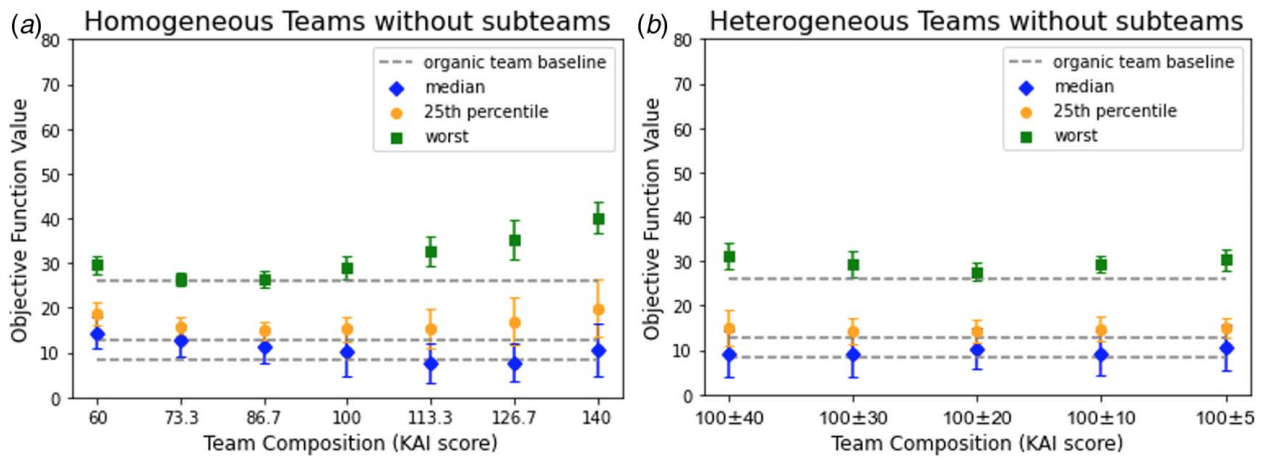 (a) Homogeneous Teams without subteams
80
70
60
50
40
30
20
10
0
Objective Function Value
organic team baseline
median
25th percentile
worst
60 73.3 86.7 100 113.3 126.7 140
Team Composition (KAI score)
(b) Heterogeneous Teams without subteams
80
70
60
50
40
30
20
10
0
Objective Function Value
organic team baseline
median
25th percentile
worst
100±40 100±30 100±20 100±10 100±5
Team Composition (KAI score)